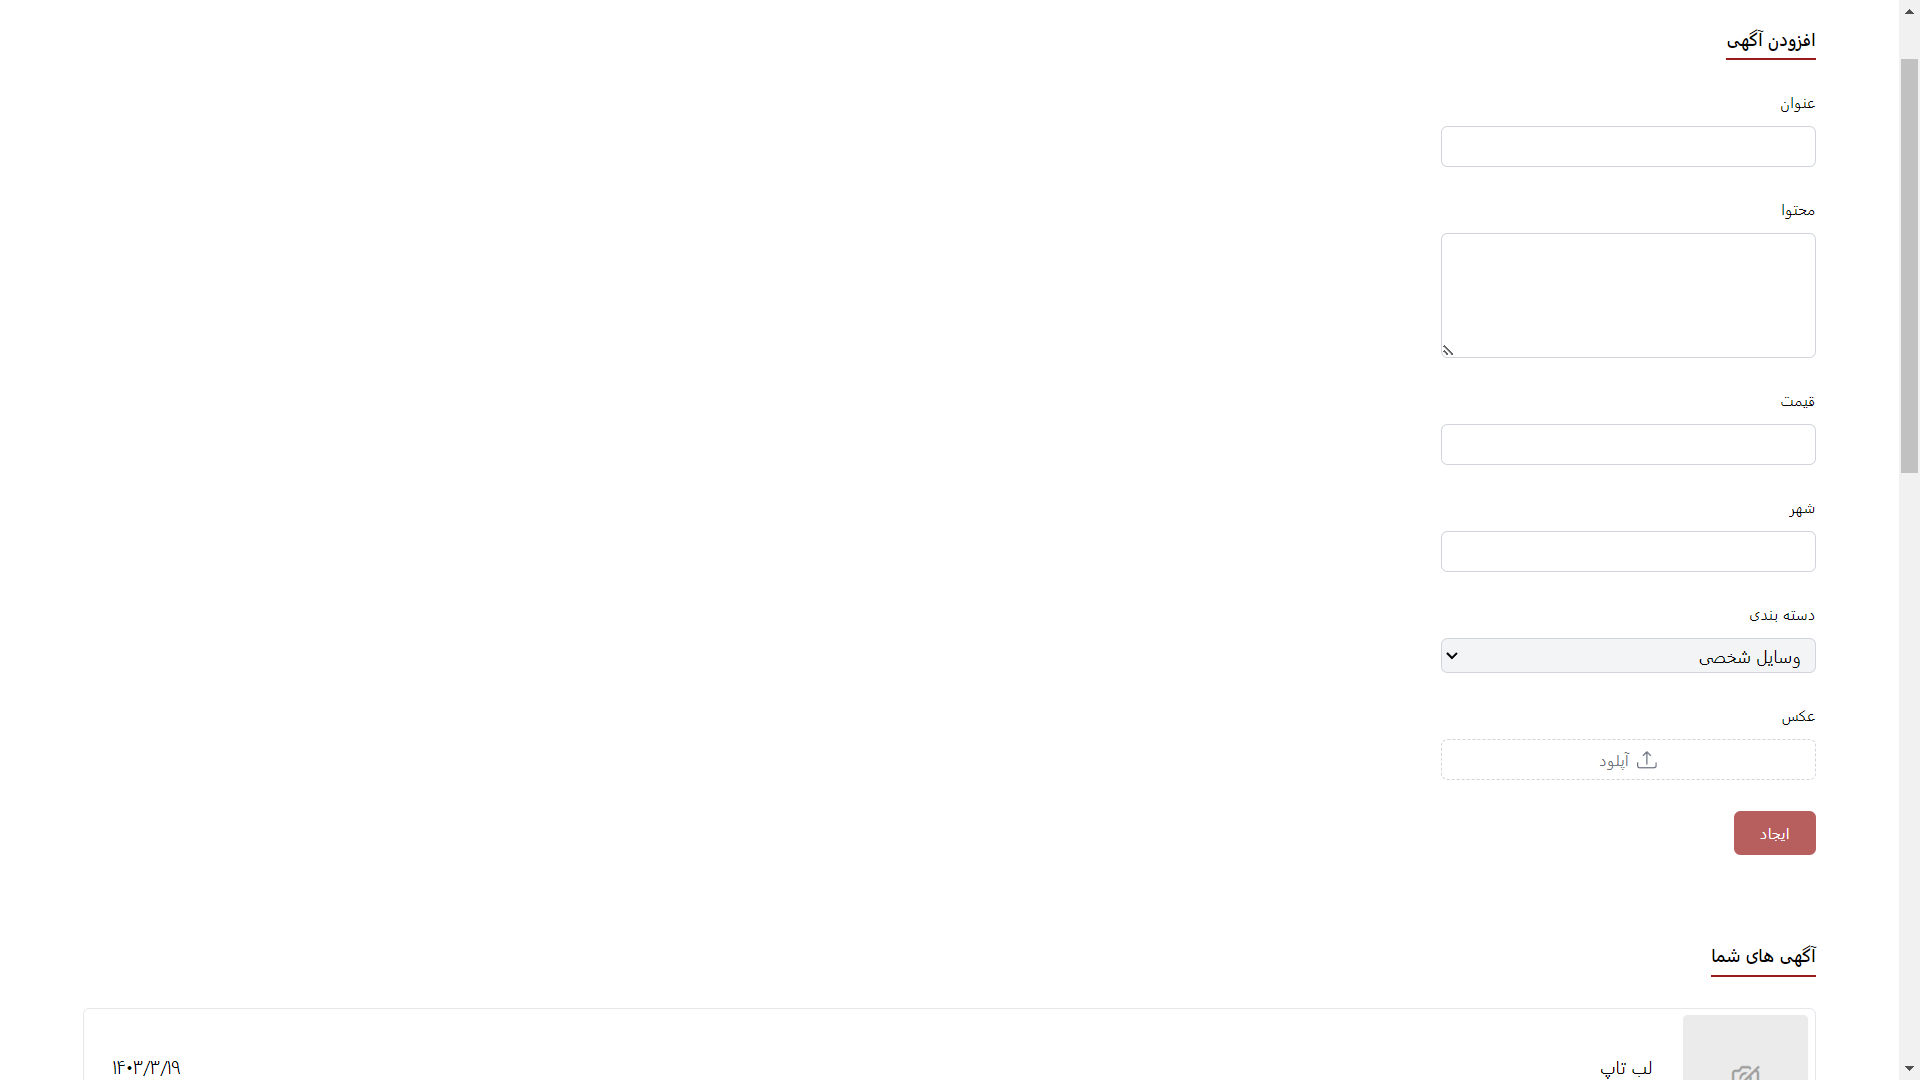 افزودن آگهی
عنوان
محتوا
قیمت
شهر
دسته بندی
وسایل شخصی
عکس
آپلود
ایجاد
آگهی های شما
لب تاپ
۱۴۰۳/۳/۱۹